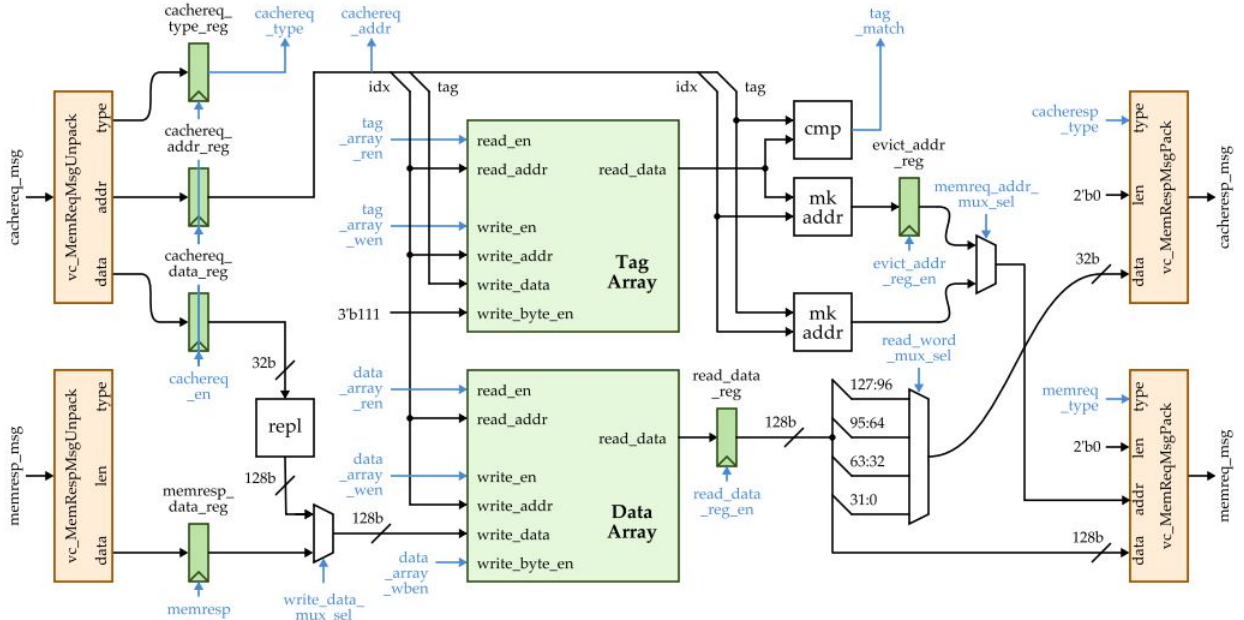 cachereq_
type_reg
cachereq
_type
cachereq
_addr
tag
_match
idx
tag
idx
tag
cachereq_msg
vc_MemReqMsgUnpack
type
addr
data
cachereq_
addr_reg
cachereq_
data_reg
cachereq
_en
tag
_array
_ren
tag
_array
_wen
3'b111
read_en
read_addr
write_en
write_addr
write_data
write_byte_en
read_data
Tag
Array
cmp
mk
addr
mk
addr
evict_addr
_reg
evict_addr
_reg_en
memreq_addr_
mux_sel
cacheresp
_type
2'b0
32b
type
len
data
vc_MemRespMsgPack
cacheresp_msg
32b
repl
128b
memresp_msg
vc_MemRespMsgUnpack
type
len
data
memresp_
data_reg
memresp
write_data_
mux_sel
128b
data
_array
_ren
data
_array
_wen
data
_array
_wben
read_en
read_addr
write_en
write_addr
write_data
write_byte_en
read_data
Data
Array
read_data
_reg
read_data
_reg_en
128b
read_word
_mux_sel
127:96
95:64
63:32
31:0
memreq
_type
2'b0
128b
type
len
addr
data
vc_MemReqMsgPack
memreq_msg